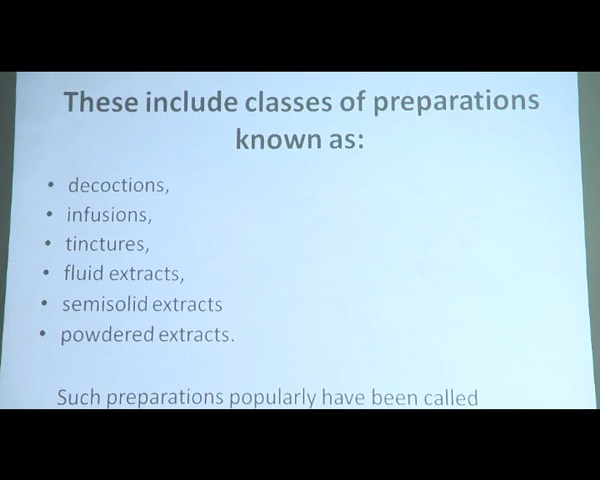 These include classes of preparations
known as:
• decoctions,
• infusions,
• tinctures,
• fluid extracts,
• semisolid extracts
• powdered extracts.
Such preparations popularly have been called